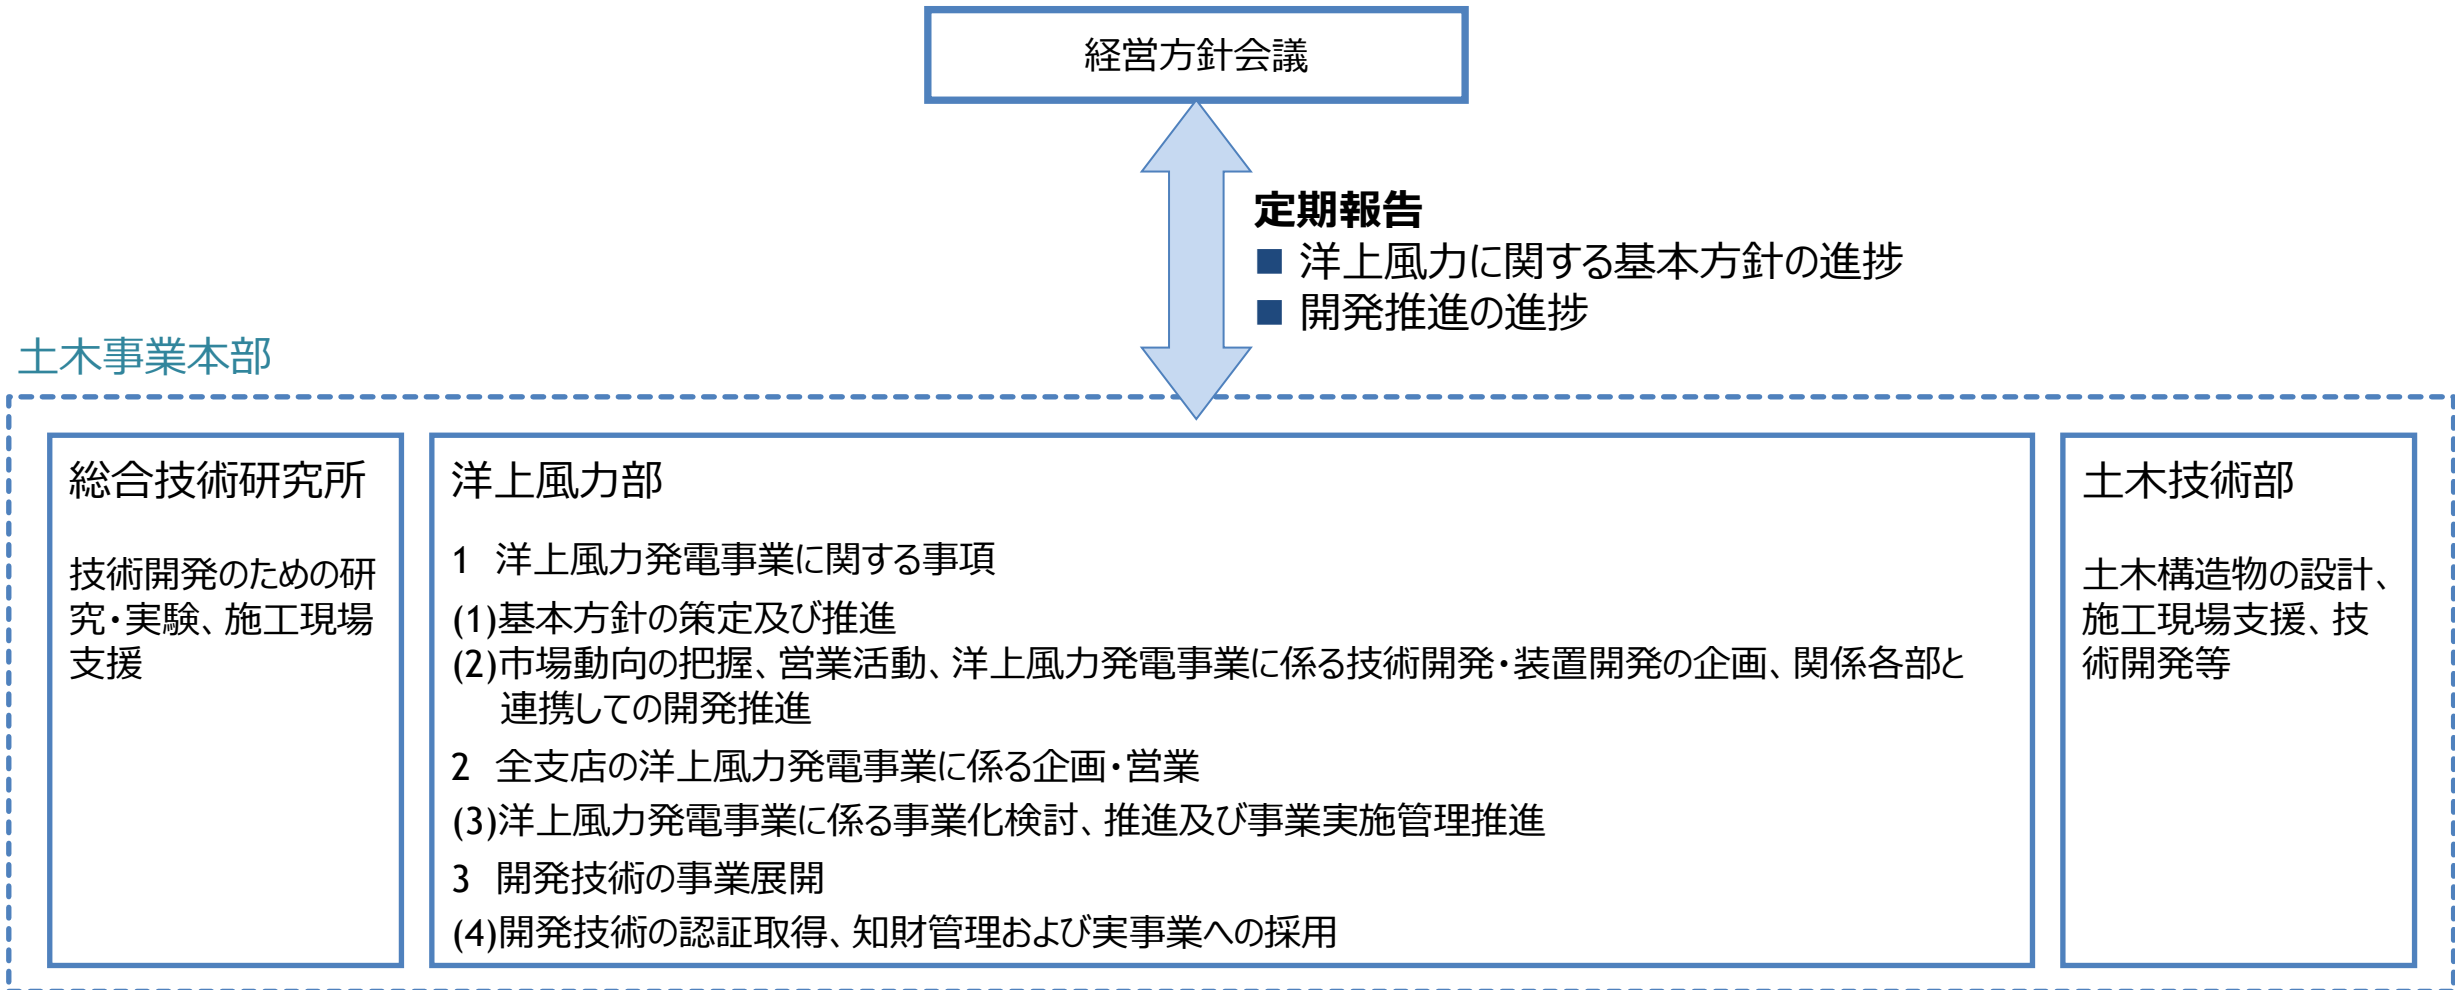 経営方針会議
定期報告
■ 洋上風力に関する基本方針の進捗
■ 開発推進の進捗
土木事業本部
総合技術研究所
技術開発のための研
究・実験、施工現場
支援
洋上風力部
1 洋上風力発電事業に関する事項
(1)基本方針の策定及び推進
(2)市場動向の把握、営業活動、洋上風力発電事業に係る技術開発・装置開発の企画、関係各部と
連携しての開発推進
2 全支店の洋上風力発電事業に係る企画・営業
(3)洋上風力発電事業に係る事業化検討、推進及び事業実施管理推進
3 開発技術の事業展開
(4)開発技術の認証取得、知財管理および実事業への採用
土木技術部
土木構造物の設計、
施工現場支援、技
術開発等